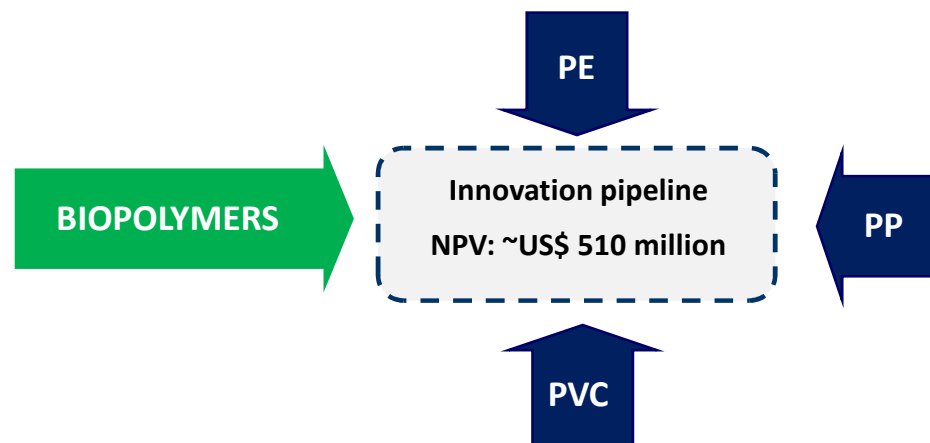 PE
BIOPOLYMERS
Innovation pipeline
NPV: ~US$ 510 million
PP
PVC